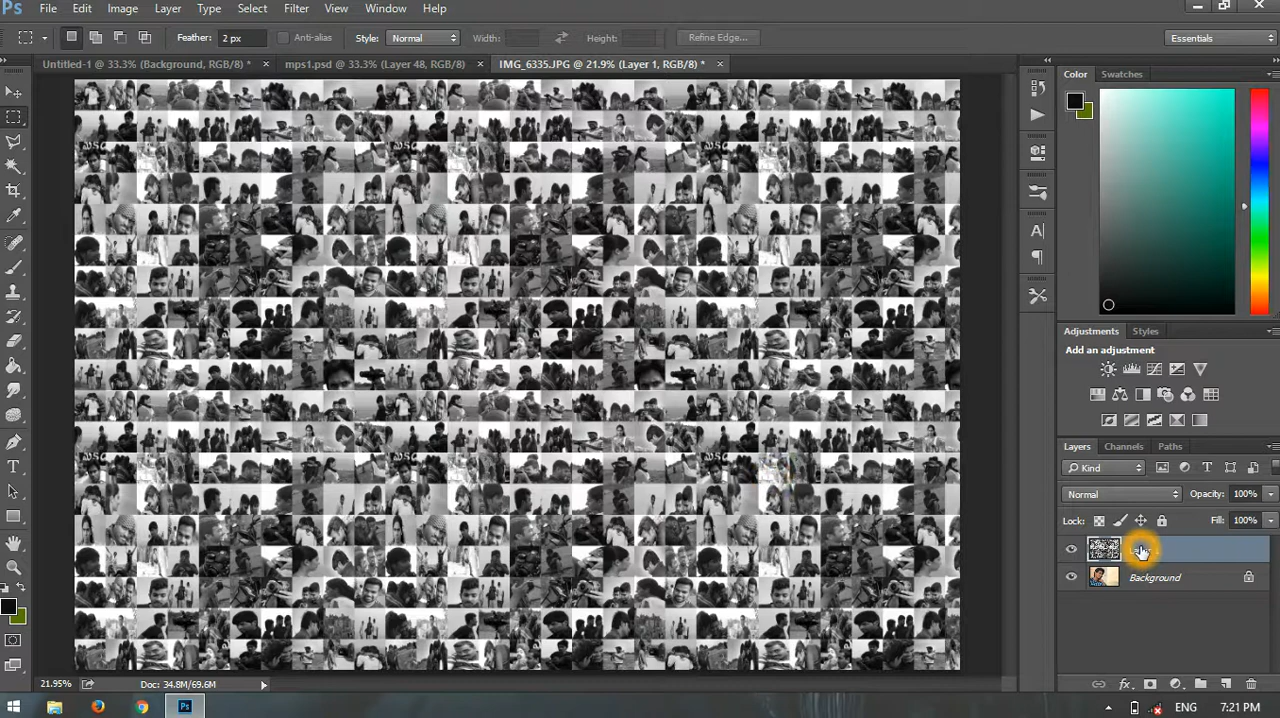 Ps File Edit Image Layer Type Select Filter View Window Help
Feather: 2 px Anti-alias Style: Normal Width: Height: Refine Edge... Essentials
Untitled-1 @ 33.3% (Background, RGB/8) * × mps1.psd @ 33.3% (Layer 48, RGB/8) × IMG_6335.JPG @ 21.9% (Layer 1, RGB/8) * ×
Color Swatches
Adjustments Styles
Add an adjustment
Layers Channels Paths
Kind
Normal Opacity: 100%
Lock: Fill: 100%
Background
21.95% Doc: 34.8M/69.6M
Ps ENG 7:21 PM